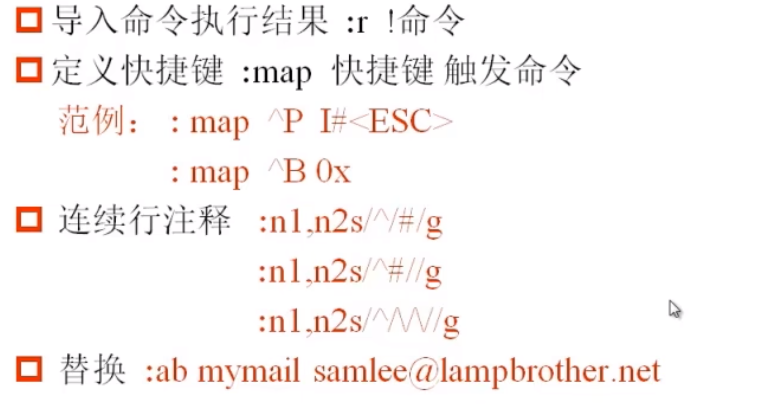 导入命令执行结果 :r !命令
定义快捷键 :map 快捷键 触发命令
范例： : map ^P I#<ESC>
: map ^B 0x
连续行注释 :n1,n2s/^/#/g
:n1,n2s/^#//g
:n1,n2s/^/\/\//g
替换 :ab mymail samlee@lampbrother.net